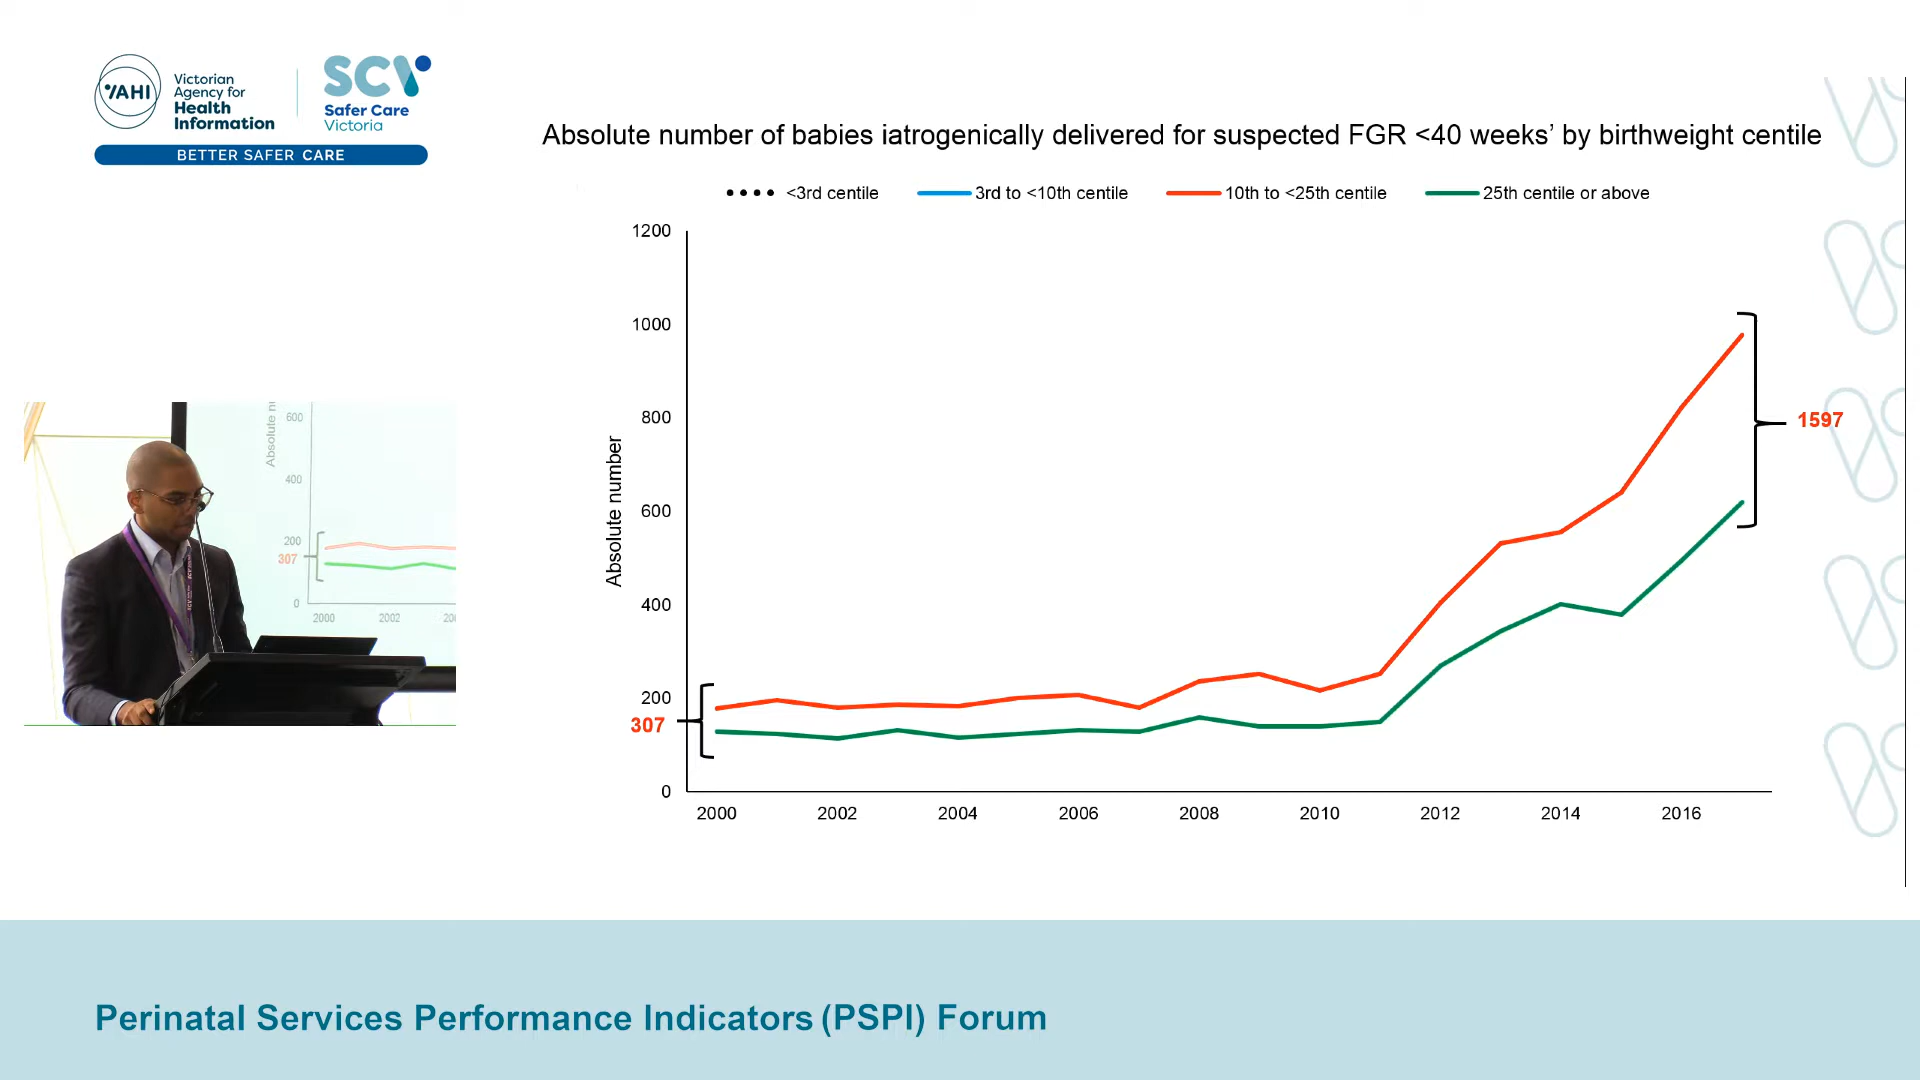 VAHI
Victorian
Agency for
Health
Information
SCV
Safer Care
Victoria
BETTER SAFER CARE
Absolute number of babies iatrogenically delivered for suspected FGR <40 weeks’ by birthweight centile
<3rd centile
3rd to <10th centile
10th to <25th centile
25th centile or above
1200
1000
800
600
400
200
0
Absolute number
307
1597
2000
2002
2004
2006
2008
2010
2012
2014
2016
Absolute n
600
400
200
307
0
2000
2002
Perinatal Services Performance Indicators (PSPI) Forum